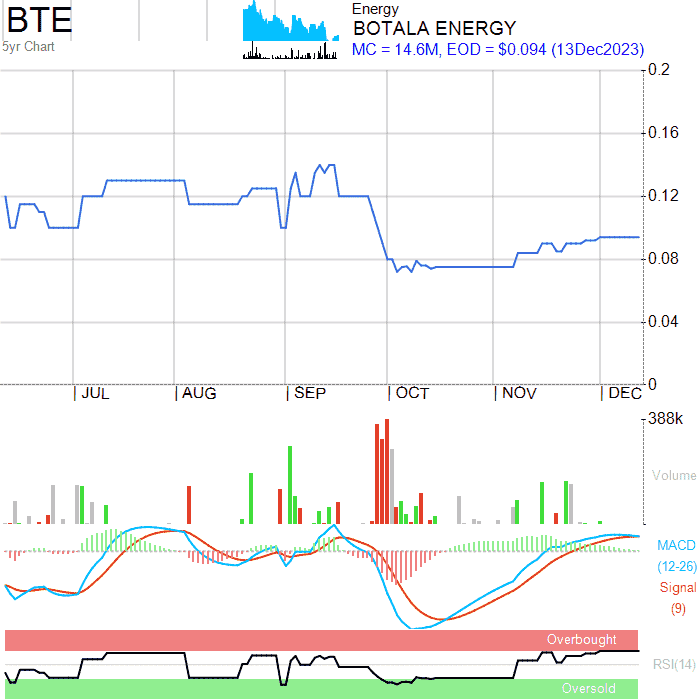 BTE
5yr Chart
Energy
BOTALA ENERGY
MC = 14.6M, EOD = $0.094 (13Dec2023)
0.2
0.16
0.12
0.08
0.04
0
JUL
AUG
SEP
OCT
NOV
DEC
388k
Volume
MACD
(12-26)
Signal
(9)
Overbought
RSI(14)
Oversold